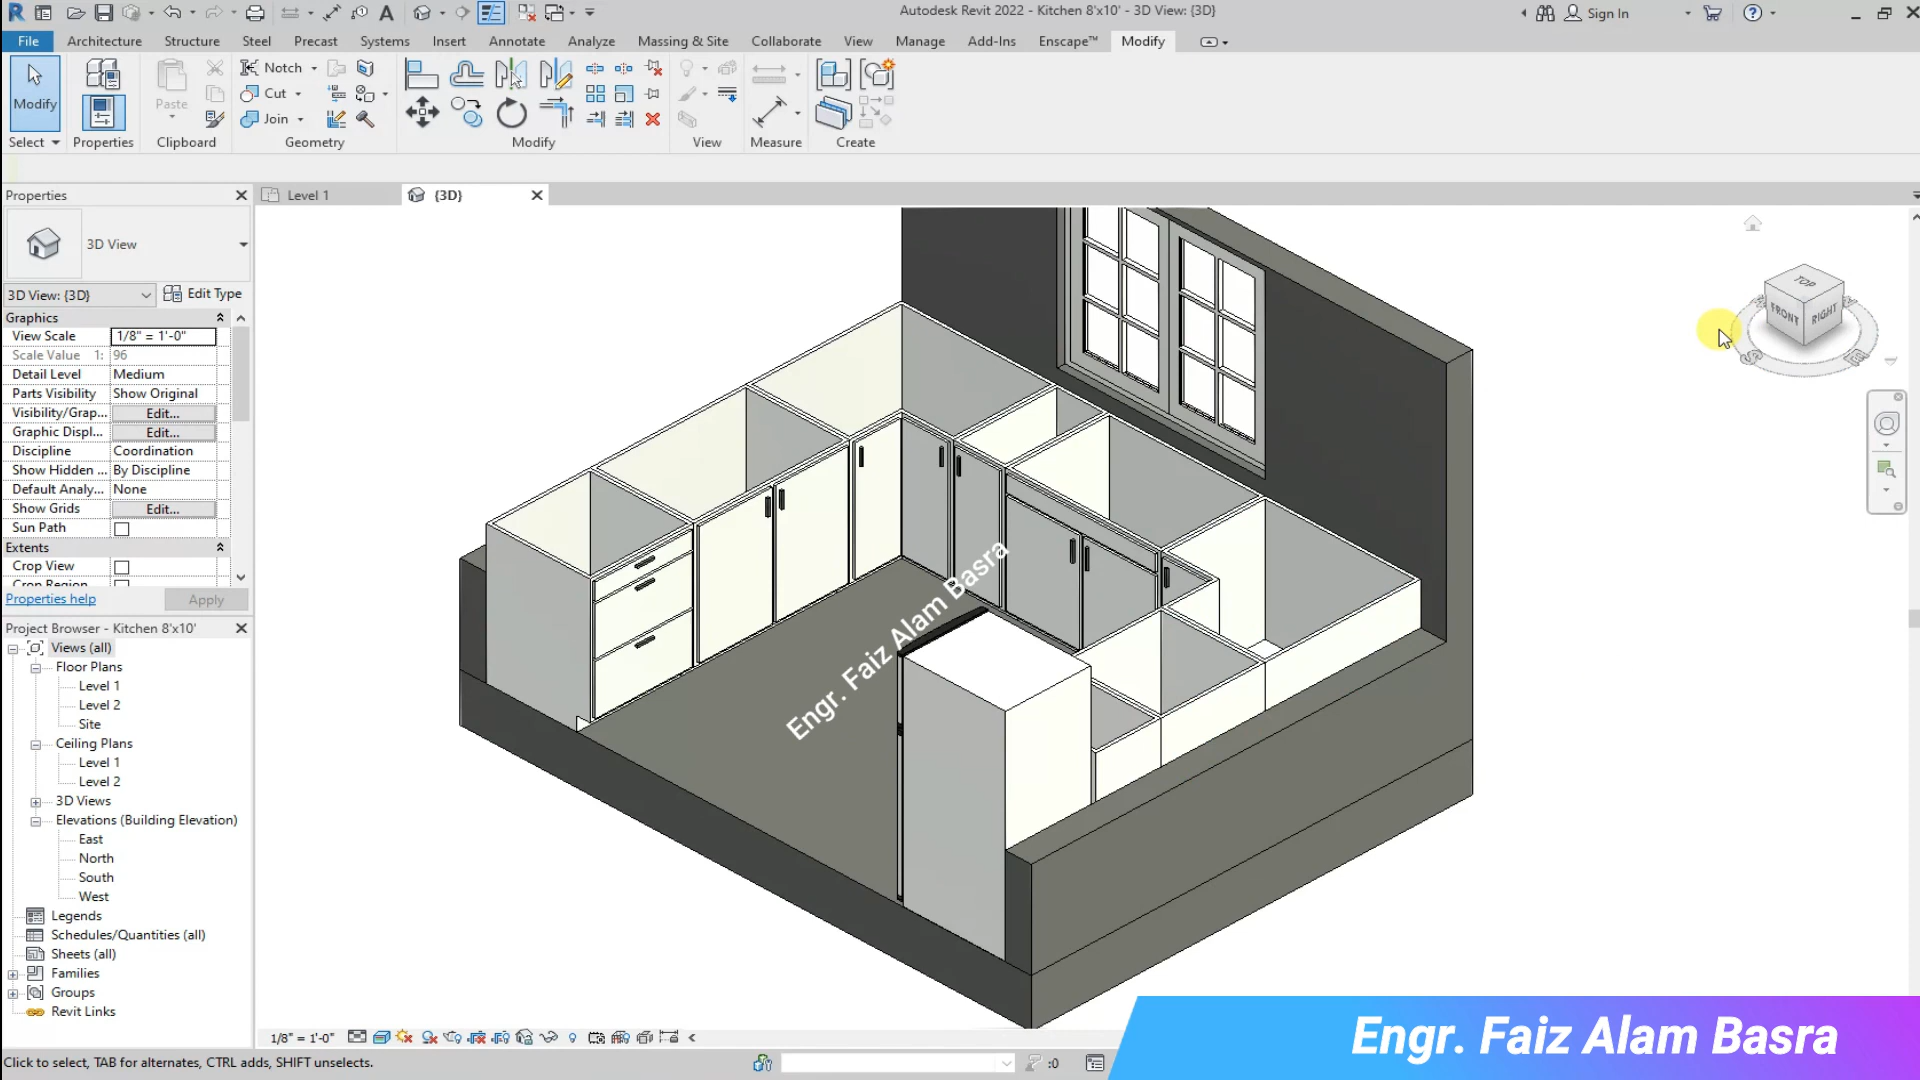 Autodesk Revit 2022 - Kitchen 8'x10' - 3D View: {3D}
Sign In
File Architecture Structure Steel Precast Systems Insert Annotate Analyze Massing & Site Collaborate View Manage Add-Ins Enscape™ Modify
Modify
Paste
Notch
Cut
Join
Select Properties Clipboard Geometry Modify View Measure Create
Properties
Level 1
{3D}
3D View
3D View: {3D}
Edit Type
Graphics
View Scale 1/8" = 1'-0"
Scale Value 1: 96
Detail Level Medium
Parts Visibility Show Original
Visibility/Grap... Edit...
Graphic Displ... Edit...
Discipline Coordination
Show Hidden ... By Discipline
Default Analy... None
Show Grids Edit...
Sun Path
Extents
Crop View
Crop Region
Properties help
Apply
Project Browser - Kitchen 8'x10'
Views (all)
Floor Plans
Level 1
Level 2
Site
Ceiling Plans
Level 1
Level 2
3D Views
Elevations (Building Elevation)
East
North
South
West
Legends
Schedules/Quantities (all)
Sheets (all)
Families
Groups
Revit Links
TOP
FRONT
RIGHT
Engr. Faiz Alam Basra
1/8" = 1'-0"
Click to select, TAB for alternates, CTRL adds, SHIFT unselects.
:0
Engr. Faiz Alam Basra